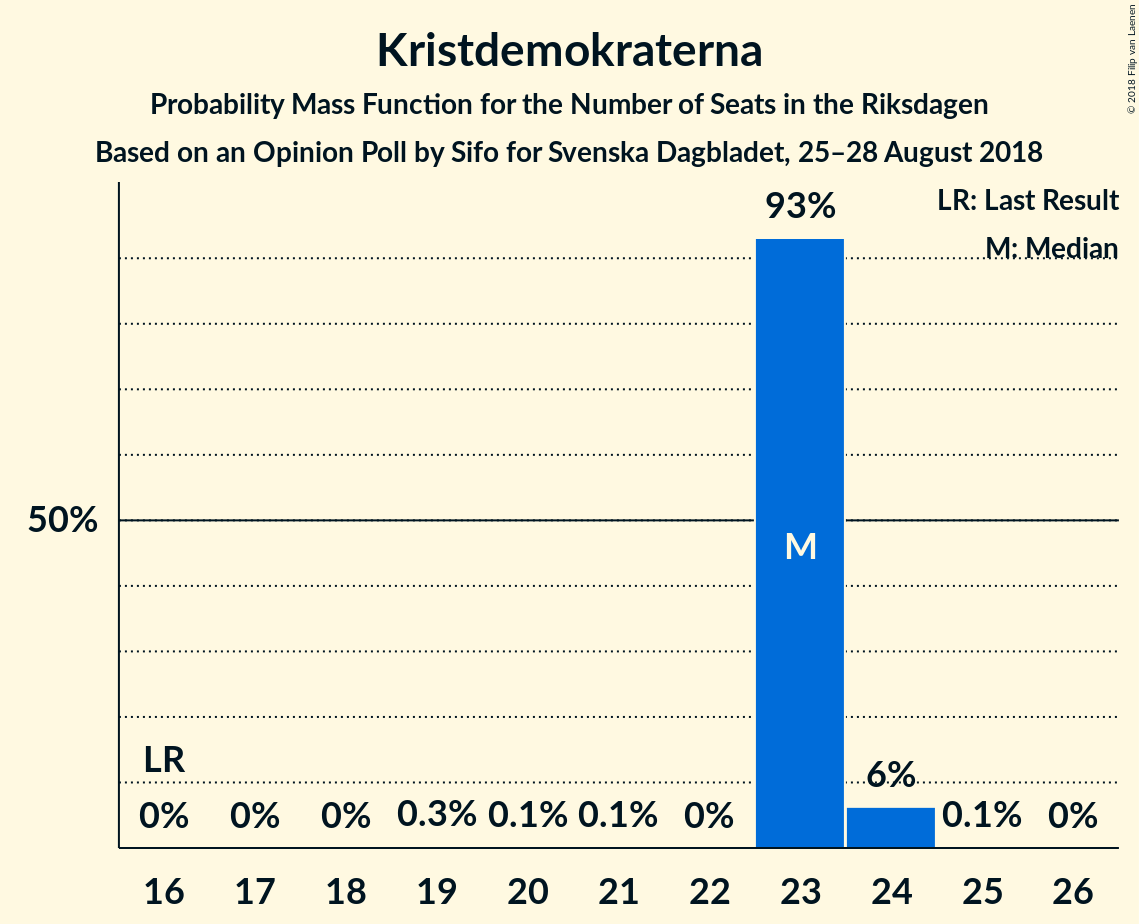 Kristdemokraterna
Probability Mass Function for the Number of Seats in the Riksdagen
Based on an Opinion Poll by Sifo for Svenska Dagbladet, 25–28 August 2018
© 2018 Filip van Laenen
LR: Last Result
M: Median
93%
50%
M
LR
6%
0% 0% 0% 0.3% 0.1% 0.1% 0% 0.1% 0%
16 17 18 19 20 21 22 23 24 25 26